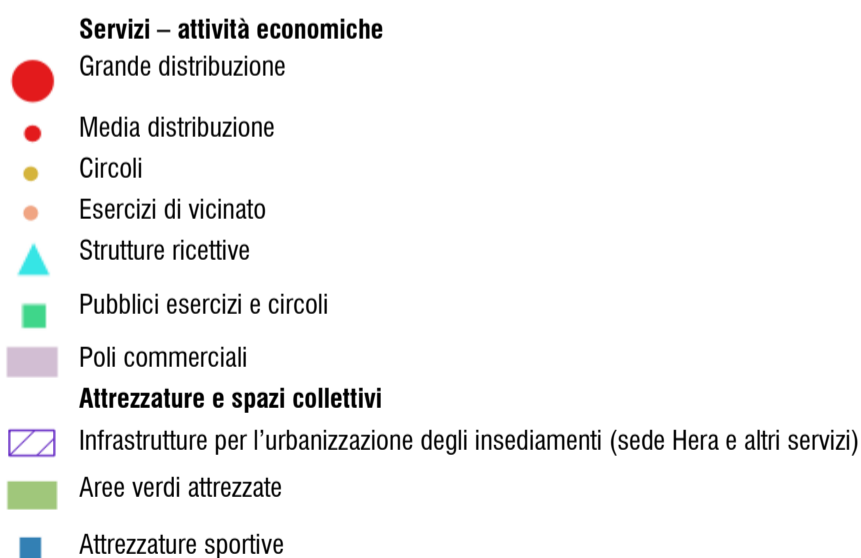 Servizi – attività economiche
Grande distribuzione
Media distribuzione
Circoli
Esercizi di vicinato
Strutture ricettive
Pubblici esercizi e circoli
Poli commerciali
Attrezzature e spazi collettivi
Infrastrutture per l’urbanizzazione degli insediamenti (sede Hera e altri servizi)
Aree verdi attrezzate
Attrezzature sportive